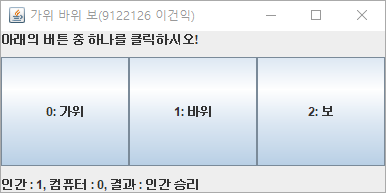 가위 바위 보(9122126 이건익)
아래의 버튼 중 하나를 클릭하시오!
0: 가위
1: 바위
2: 보
인간 : 1, 컴퓨터 : 0, 결과 : 인간 승리